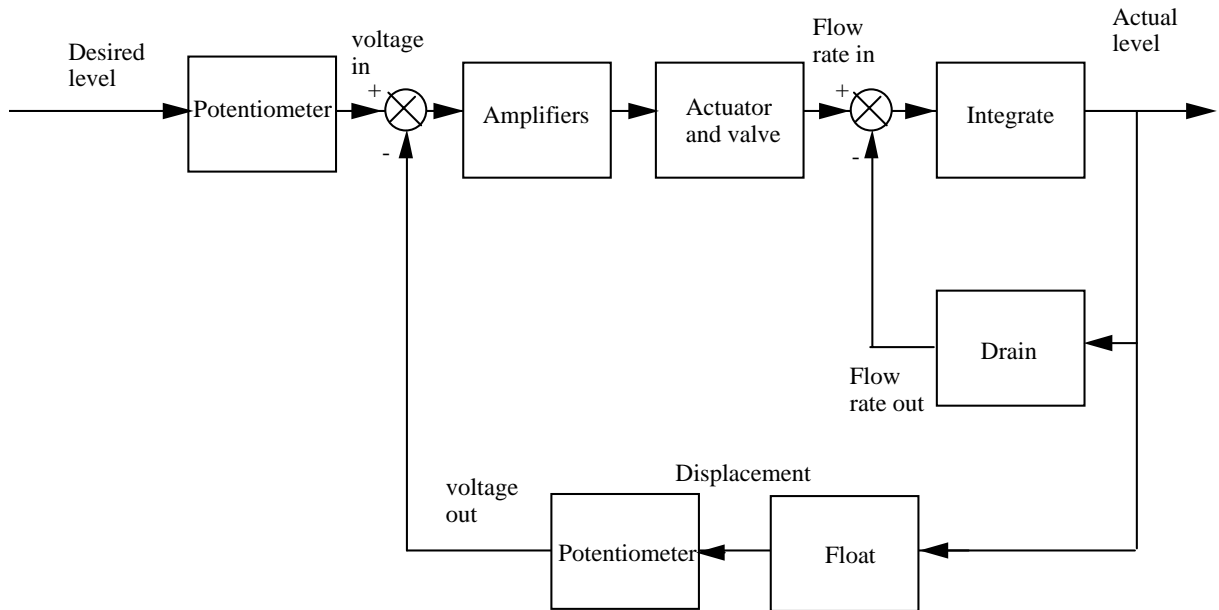 Desired
level
Potentiometer
voltage
in
+
-
Amplifiers
Actuator
and valve
Flow
rate in
+
-
Integrate
Actual
level
Drain
Flow
rate out
Displacement
voltage
out
Potentiometer
Float